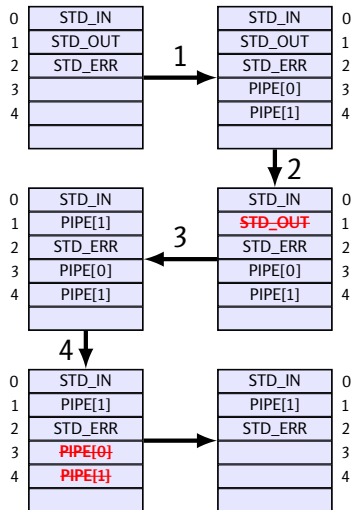 0 STD_IN STD_IN 0
1 STD_OUT STD_OUT 1
2 STD_ERR 1 STD_ERR 2
3 PIPE[0] 3
4 PIPE[1] 4
2
0 STD_IN STD_IN 0
1 PIPE[1] STD_OUT 1
2 STD_ERR 3 STD_ERR 2
3 PIPE[0] PIPE[0] 3
4 PIPE[1] PIPE[1] 4
4
0 STD_IN STD_IN 0
1 PIPE[1] PIPE[1] 1
2 STD_ERR STD_ERR 2
3 PIPE[0] 3
4 PIPE[1] 4